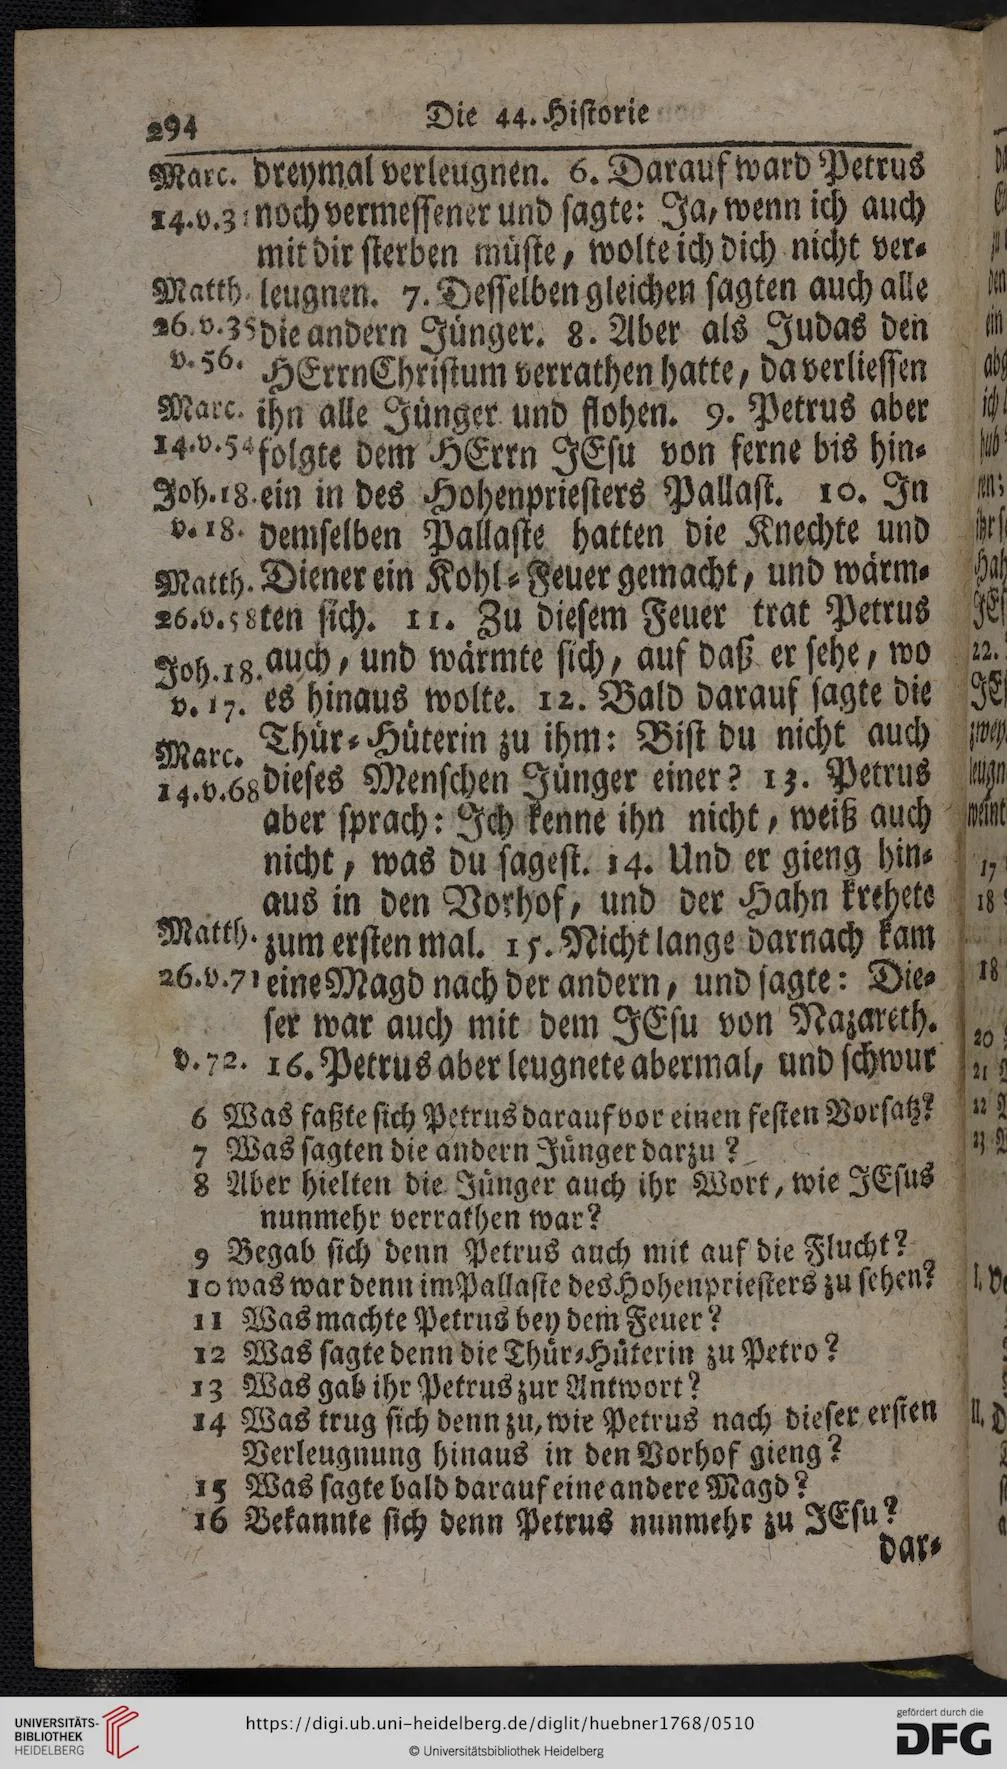 294 Die 44. Historie
Marc. dreymal verleugnen. 6. Darauf ward Petrus
14.v.31 noch vermessener und sagte: Ja, wenn ich auch
mit dir sterben müste, wolte ich dich nicht ver-
Matth. leugnen. 7. Desselben gleichen sagten auch alle
26.v.35 die andern Jünger. 8. Aber als Judas den
v.56. HErrn Christum verrathen hatte, da verliessen
Marc. ihn alle Jünger und flohen. 9. Petrus aber
14.v.54 folgte dem HErrn JEsu von ferne bis hin-
Joh.18. ein in des Hohenpriesters Pallast. 10. In
v.18. demselben Pallaste hatten die Knechte und
Matth. Diener ein Kohl-Feuer gemacht, und wärm-
26.v.58 ten sich. 11. Zu diesem Feuer trat Petrus
Joh.18. auch, und wärmte sich, auf daß er sehe, wo
v.17. es hinaus wolte. 12. Bald darauf sagte die
Marc. Thür-Hüterin zu ihm: Bist du nicht auch
14.v.68 dieses Menschen Jünger einer? 13. Petrus
aber sprach: Ich kenne ihn nicht, weiß auch
nicht, was du sagest. 14. Und er gieng hin-
aus in den Vorhof, und der Hahn krehete
Matth. zum ersten mal. 15. Nicht lange darnach kam
26.v.71 eine Magd nach der andern, und sagte: Die-
ser war auch mit dem JEsu von Nazareth.
v.72. 16. Petrus aber leugnete abermal, und schwur
6 Was faßte sich Petrus darauf vor einen festen Vorsatz?
7 Was sagten die andern Jünger darzu?
8 Aber hielten die Jünger auch ihr Wort, wie JEsus
nunmehr verrathen war?
9 Begab sich denn Petrus auch mit auf die Flucht?
10 was war denn im Pallaste des Hohenpriesters zu sehen?
11 Was machte Petrus bey dem Feuer?
12 Was sagte denn die Thür-Hüterin zu Petro?
13 Was gab ihr Petrus zur Antwort?
14 Was trug sich denn zu, wie Petrus nach dieser ersten
Verleugnung hinaus in den Vorhof gieng?
15 Was sagte bald darauf eine andere Magd?
16 Bekannte sich denn Petrus nunmehr zu JEsu?
dar-
22.
17
18
18
20
21
22
23
I.
II.
UNIVERSITÄTS-
BIBLIOTHEK
HEIDELBERG
https://digi.ub.uni-heidelberg.de/diglit/huebner1768/0510
© Universitätsbibliothek Heidelberg
gefördert durch die
DFG